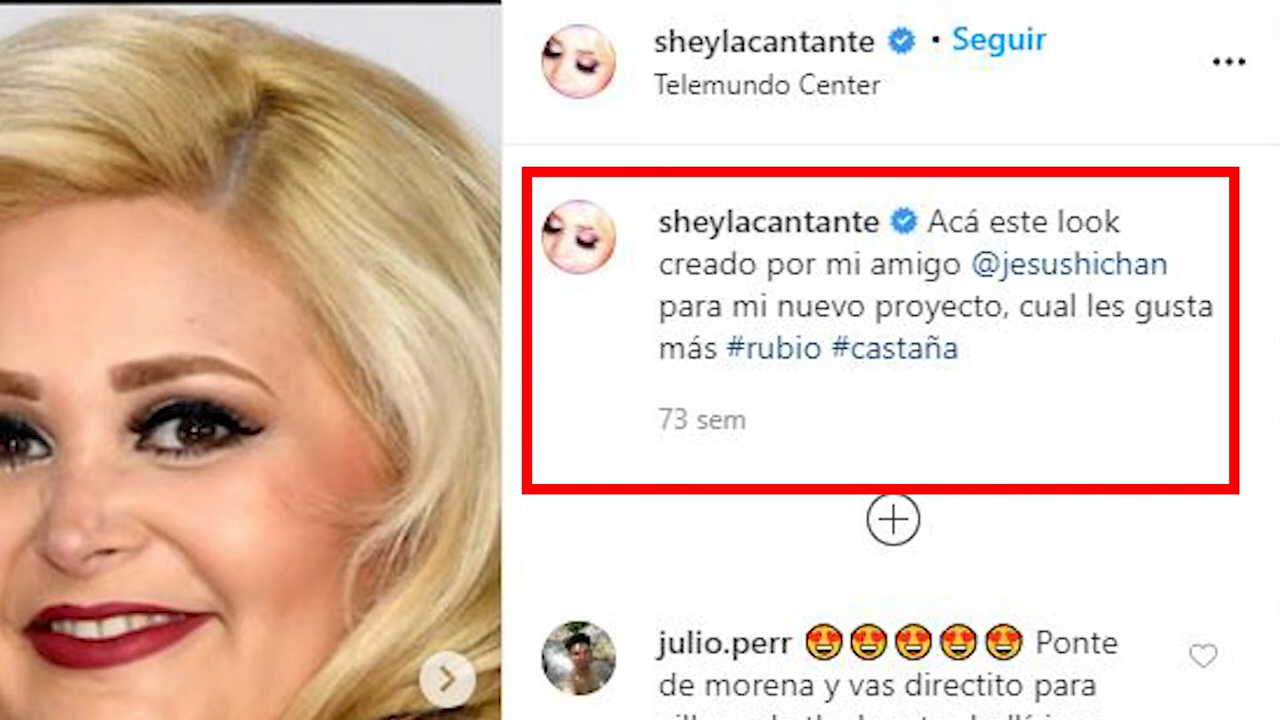 sheylacantante • Seguir
Telemundo Center
sheylacantante Acá este look
creado por mi amigo @jesushichan
para mi nuevo proyecto, cual les gusta
más #rubio #castaña
73 sem
julio.perr 😍😍😍😍😍 Ponte
de morena y vas directito para